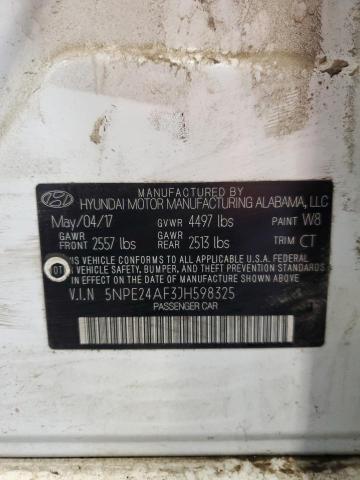 MANUFACTURED BY
HYUNDAI MOTOR MANUFACTURING ALABAMA, LLC
May/04/17 GVWR 4497 lbs PAINT W8
GAWR FRONT 2557 lbs GAWR REAR 2513 lbs TRIM CT
THIS VEHICLE CONFORMS TO ALL APPLICABLE U.S.A. FEDERAL
MOTOR VEHICLE SAFETY, BUMPER, AND THEFT PREVENTION
STANDARDS IN EFFECT ON THE DATE OF MANUFACTURE SHOWN ABOVE.
V.I.N 5NPE24AF3JH598325
PASSENGER CAR